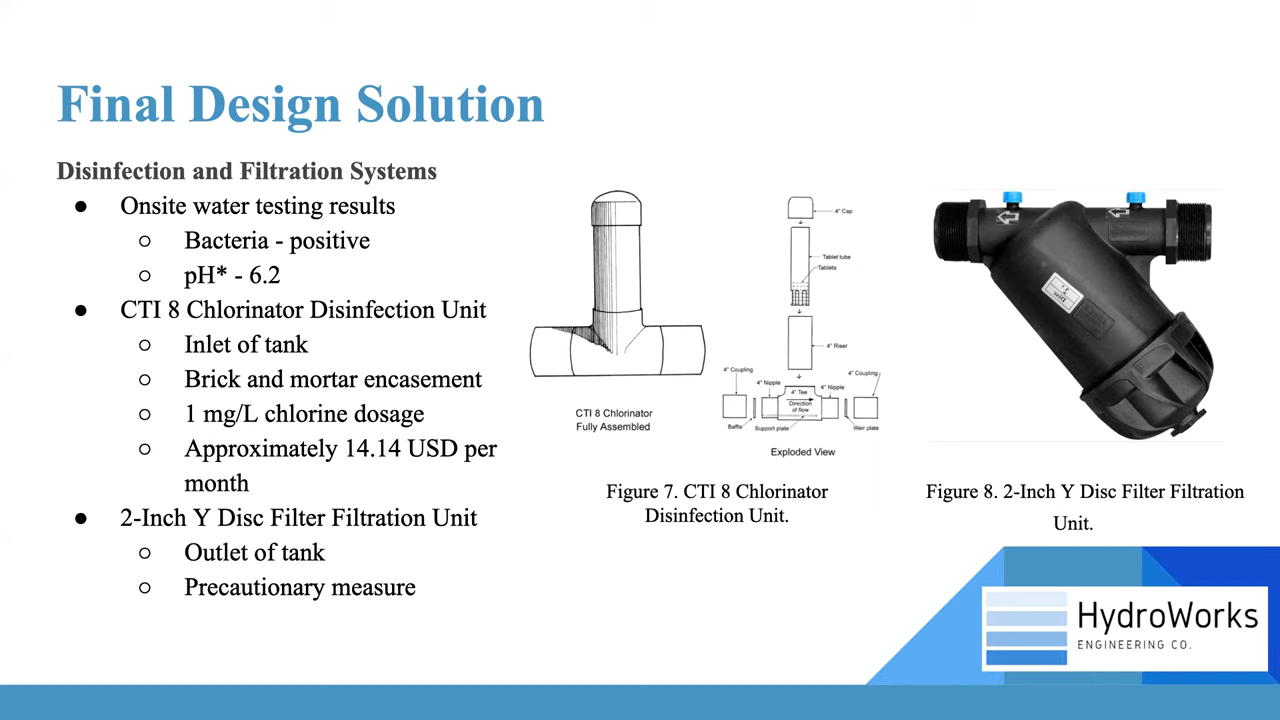 Final Design Solution
Disinfection and Filtration Systems
● Onsite water testing results
○ Bacteria - positive
○ pH* - 6.2
● CTI 8 Chlorinator Disinfection Unit
○ Inlet of tank
○ Brick and mortar encasement
○ 1 mg/L chlorine dosage
○ Approximately 14.14 USD per
month
● 2-Inch Y Disc Filter Filtration Unit
○ Outlet of tank
○ Precautionary measure
CTI 8 Chlorinator
Fully Assembled
4" Cap
Tablet tube
Tablets
4" Riser
4" Coupling
4" Nipple
4" Tee
4" Nipple
4" Coupling
Direction
of flow
Baffle
Support plate
Weir plate
Exploded View
Figure 7. CTI 8 Chlorinator
Disinfection Unit.
Figure 8. 2-Inch Y Disc Filter Filtration
Unit.
HydroWorks
ENGINEERING CO.